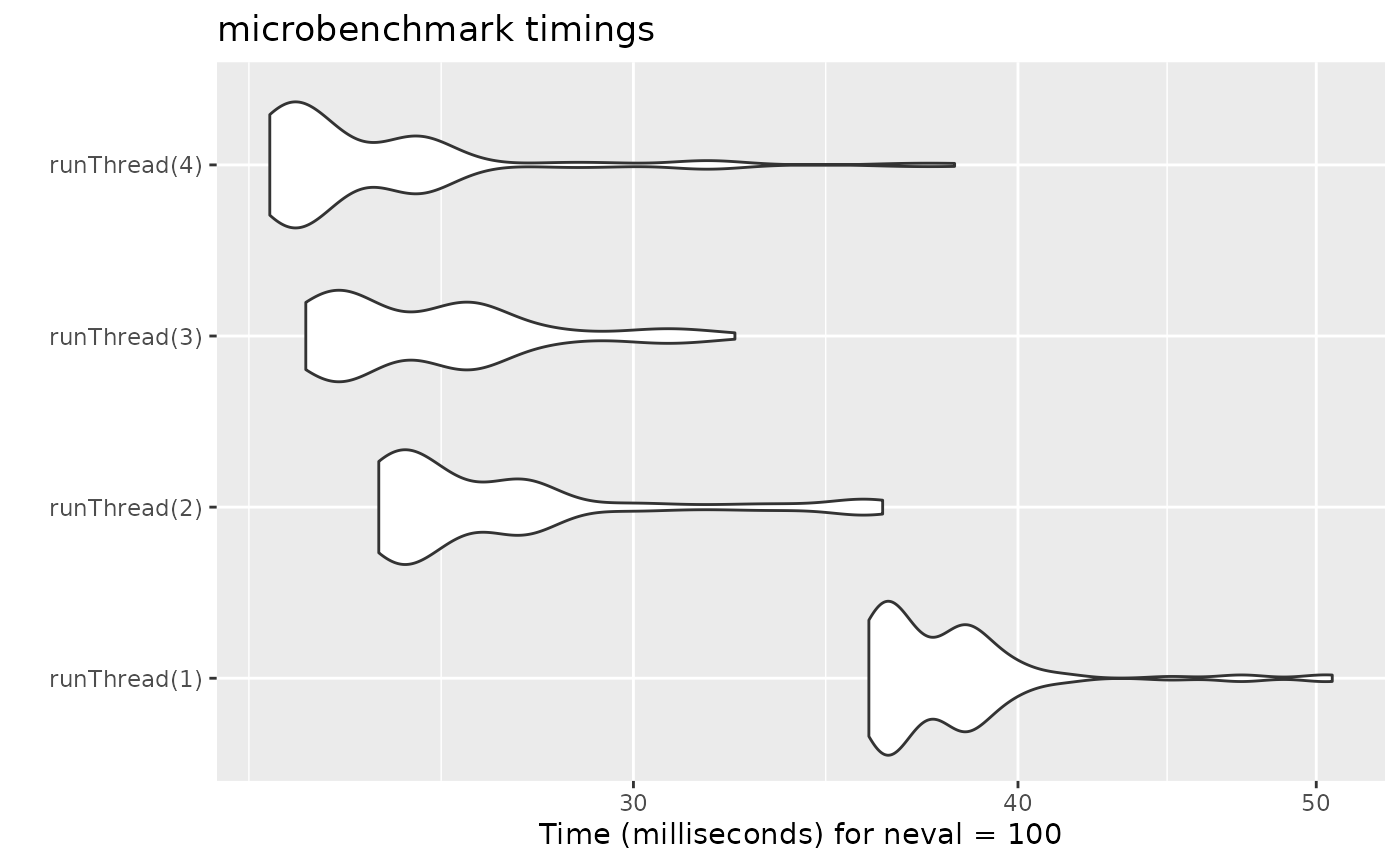 microbenchmark timings
runThread(4)
runThread(3)
runThread(2)
runThread(1)
30 40 50
Time (milliseconds) for neval = 100